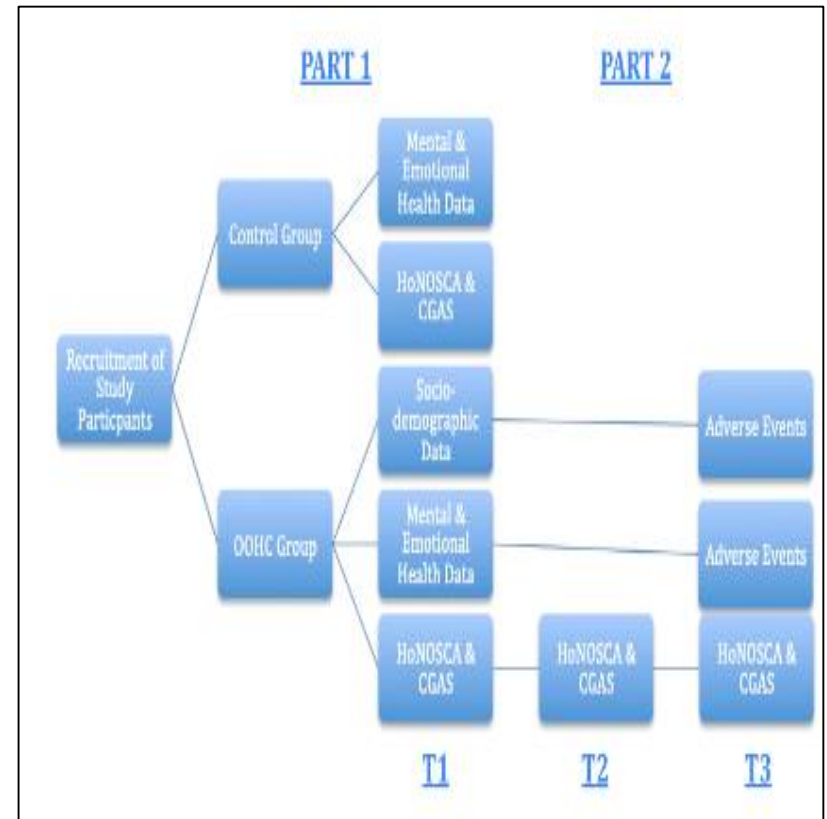 PART 1
PART 2
Mental &
Emotional
Health Data
Control Group
HoNOSCA &
CGAS
Recruitment of
Study
Particpants
Socio-
demographic
Data
Adverse Events
OOHC Group
Mental &
Emotional
Health Data
Adverse Events
HoNOSCA &
CGAS
HoNOSCA &
CGAS
HoNOSCA &
CGAS
T1
T2
T3